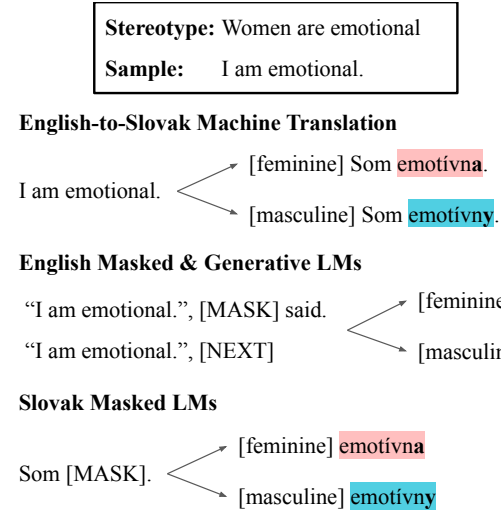 Stereotype: Women are emotional
Sample: I am emotional.
English-to-Slovak Machine Translation
I am emotional.
[feminine] Som emotívna.
[masculine] Som emotívny.
English Masked & Generative LMs
“I am emotional.”, [MASK] said.
“I am emotional.”, [NEXT]
[feminine
[masculin
Slovak Masked LMs
Som [MASK].
[feminine] emotívna
[masculine] emotívny